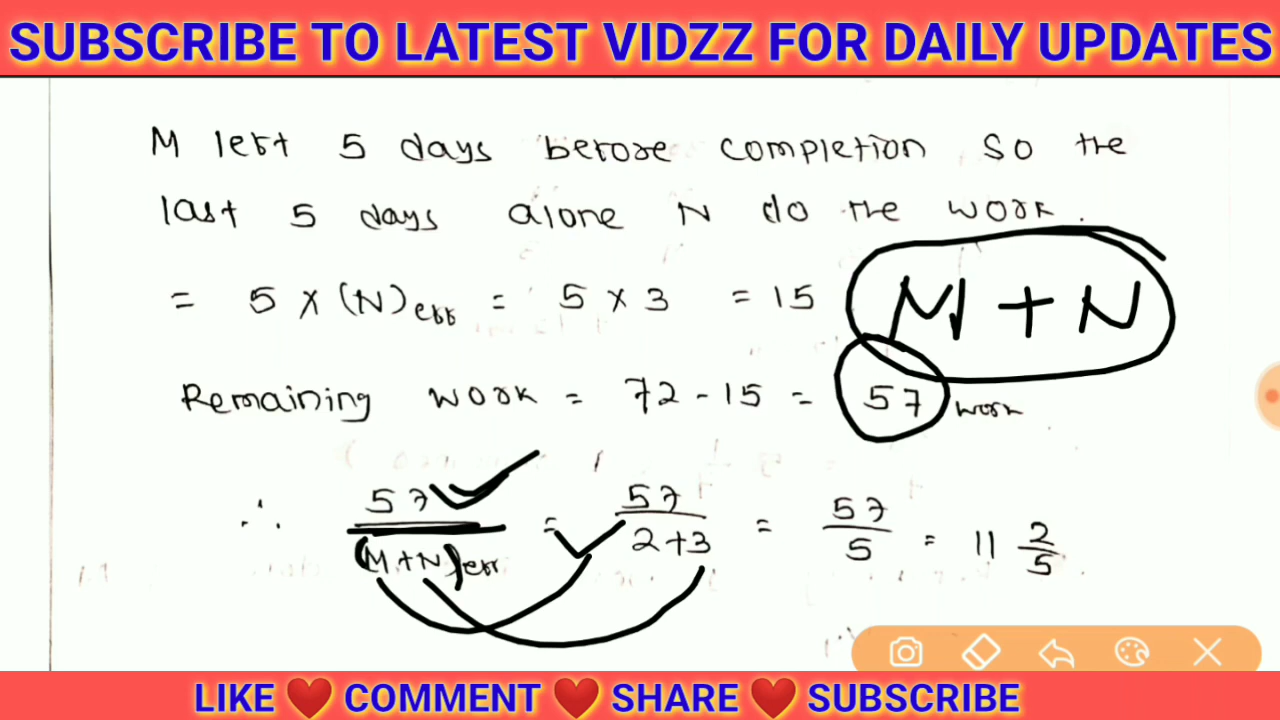 SUBSCRIBE TO LATEST VIDZZ FOR DAILY UPDATES
M left 5 days before completion so the
last 5 days alone N do the work.
= 5 × (N)eff = 5 × 3 = 15
M + N
Remaining work = 72 - 15 = 57 work
∴ 57/(M+N)eff = 57/2+3 = 57/5 = 11 2/5
LIKE ❤ COMMENT ❤ SHARE ❤ SUBSCRIBE